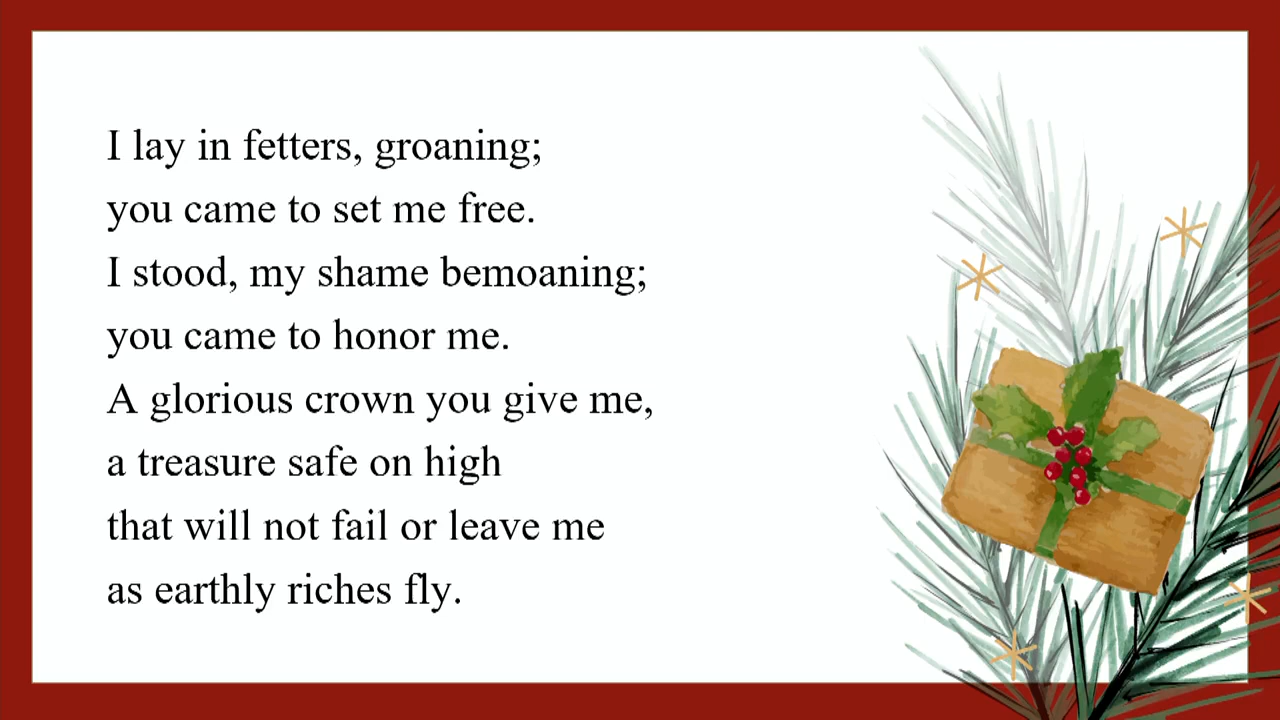 I lay in fetters, groaning;
you came to set me free.
I stood, my shame bemoaning;
you came to honor me.
A glorious crown you give me,
a treasure safe on high
that will not fail or leave me
as earthly riches fly.